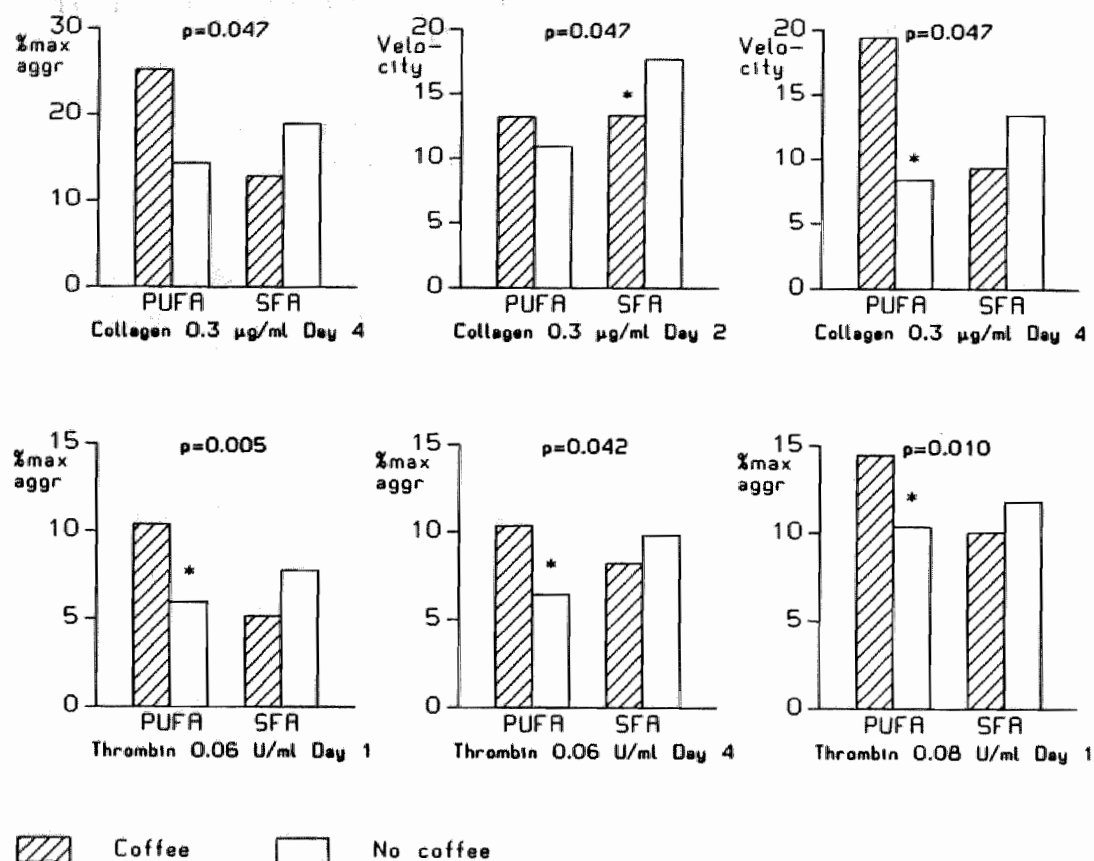 %max aggr
30
20
10
0
p=0.047
*
PUFA SFA
Collagen 0.3 µg/ml Day 4
Velo-
city
20
15
10
5
0
p=0.047
*
PUFA SFA
Collagen 0.3 µg/ml Day 2
Velo-
city
20
15
10
5
0
p=0.047
*
PUFA SFA
Collagen 0.3 µg/ml Day 4
%max
aggr
15
10
5
0
p=0.005
*
PUFA SFA
Thrombin 0.06 U/ml Day 1
%max
aggr
15
10
5
0
p=0.042
*
PUFA SFA
Thrombin 0.06 U/ml Day 4
%max
aggr
15
10
5
0
p=0.010
*
PUFA SFA
Thrombin 0.08 U/ml Day 1
Coffee No coffee